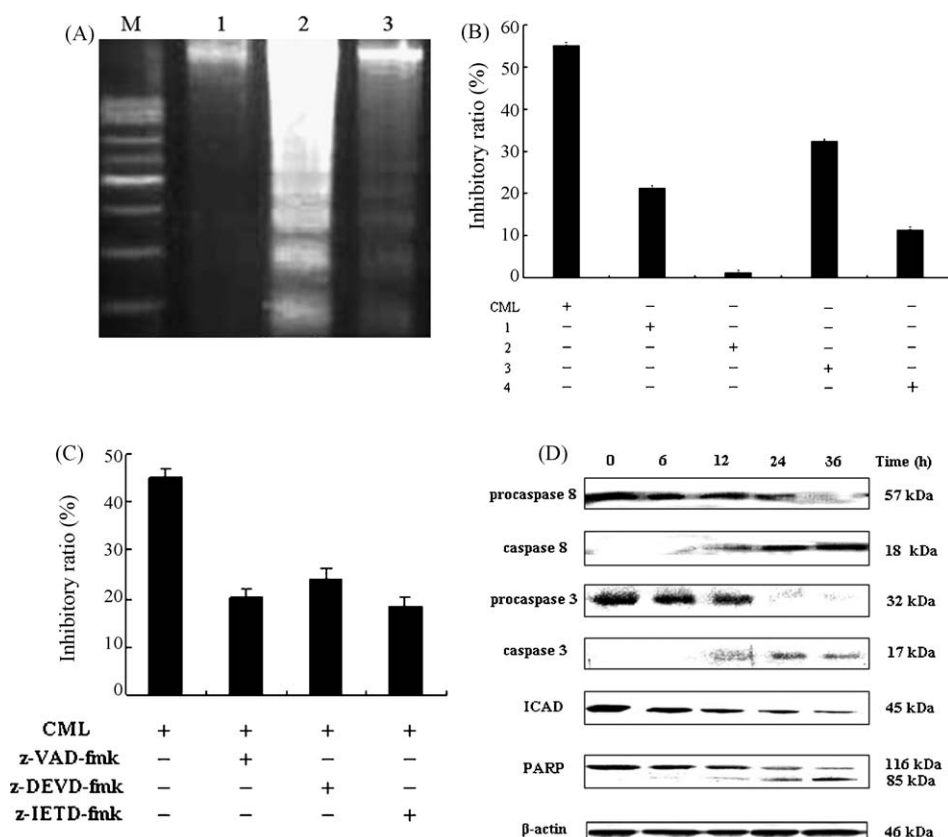 (A)
M 1 2 3
(B)
Inhibitory ratio (%)
60
50
40
30
20
10
0
CML + − − − −
1 − + − − −
2 − − + − −
3 − − − + −
4 − − − − +
(C)
Inhibitory ratio (%)
50
40
30
20
10
0
CML + + + +
z-VAD-fmk − + − −
z-DEVD-fmk − − + −
z-IETD-fmk − − − +
(D)
0 6 12 24 36 Time (h)
procaspase 8 57 kDa
caspase 8 18 kDa
procaspase 3 32 kDa
caspase 3 17 kDa
ICAD 45 kDa
PARP 116 kDa
85 kDa
β-actin 46 kDa